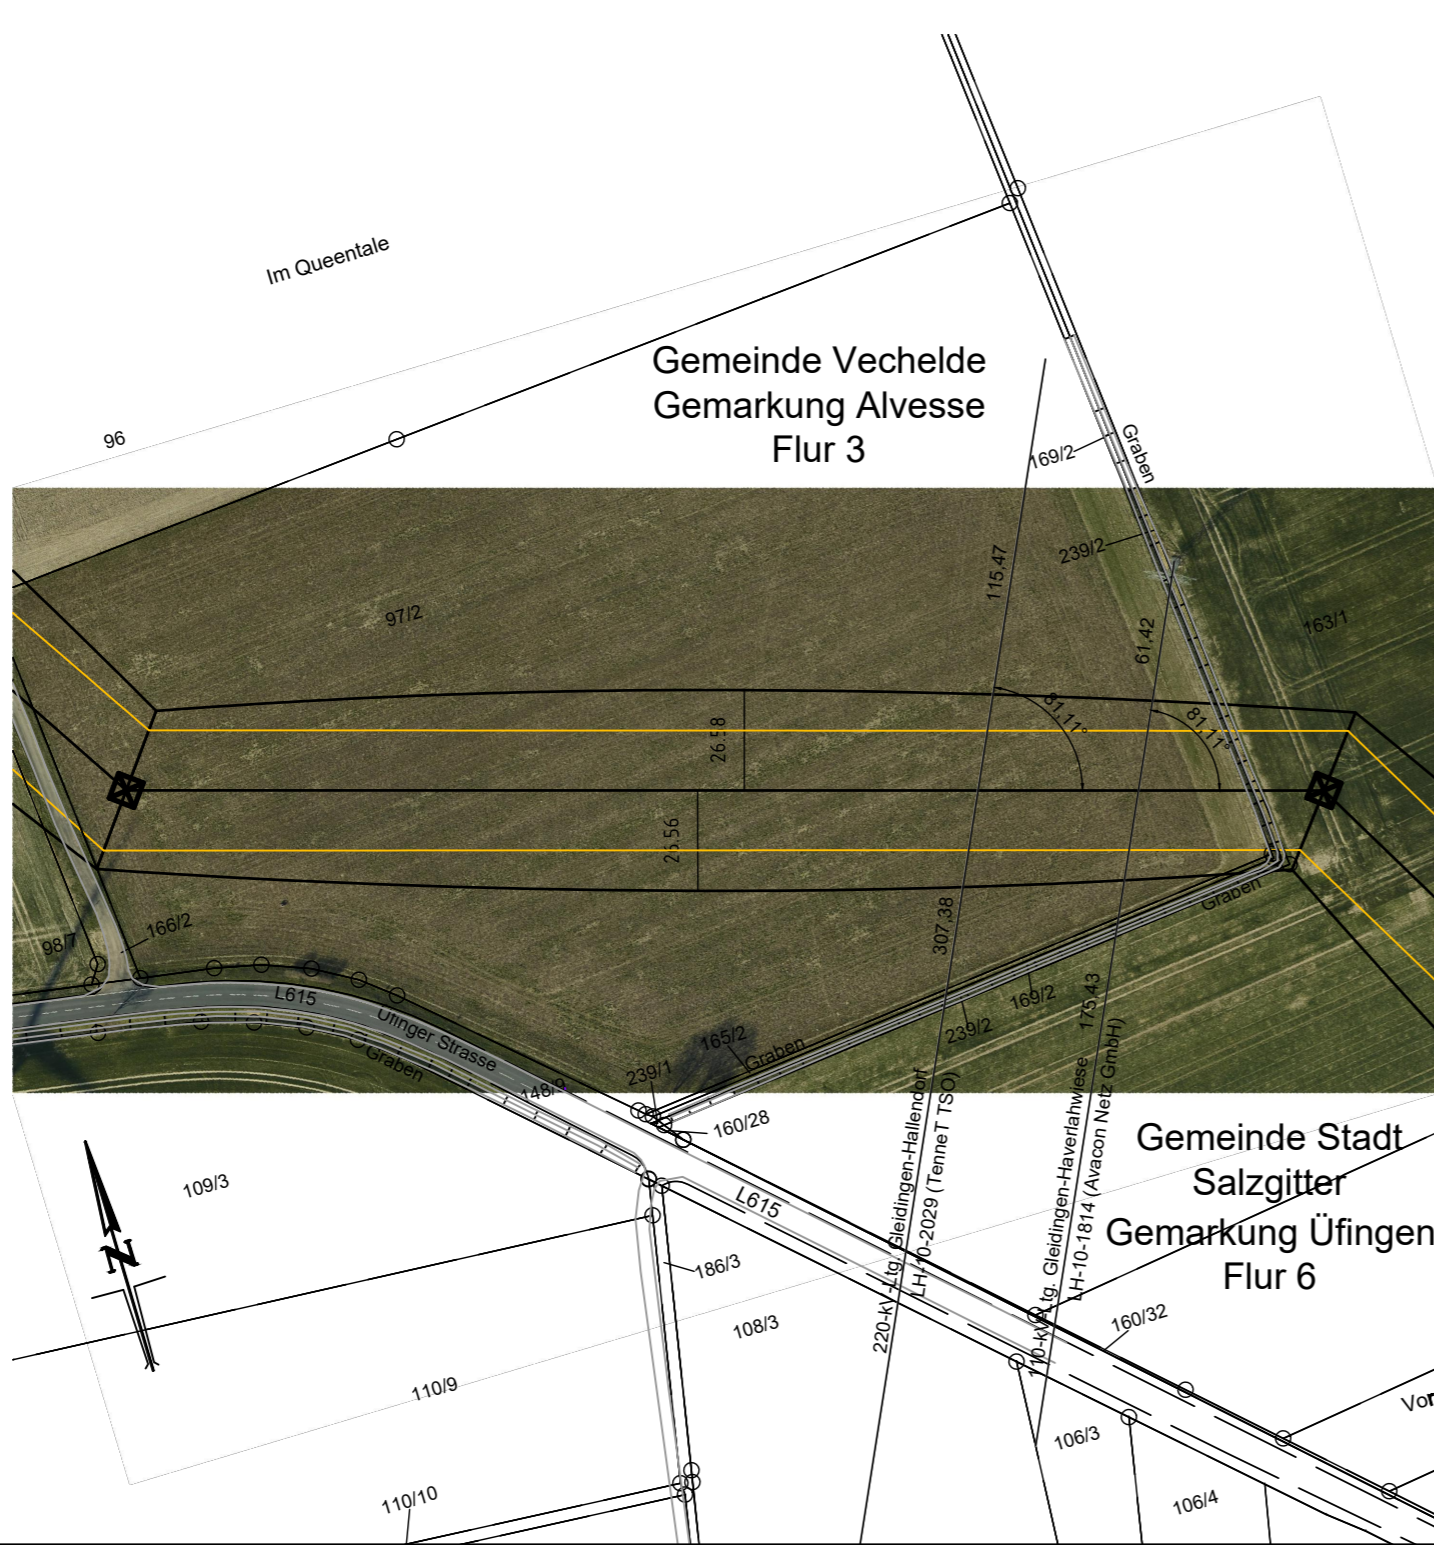 Im Queentale
Gemeinde Vechelde
Gemarkung Alvesse
Flur 3
96
169/2
Graben
239/2
115,47
61,42
97/2
163/1
81,11°
81,11°
26.58
26.56
307,38
175,43
Graben
98/7
166/2
L615
Üfinger Strasse
Graben
148/9
239/1
165/2
Graben
239/2
169/2
160/28
220-kV-Ltg. Gleidingen-Hallendorf
LH-10-2029 (TenneT TSO)
110-kV-Ltg. Gleidingen-Haverlahwiese
LH-10-1814 (Avacon Netz GmbH)
Gemeinde Stadt
Salzgitter
Gemarkung Üfingen
Flur 6
109/3
N
L615
186/3
108/3
160/32
110/9
106/3
106/4
110/10